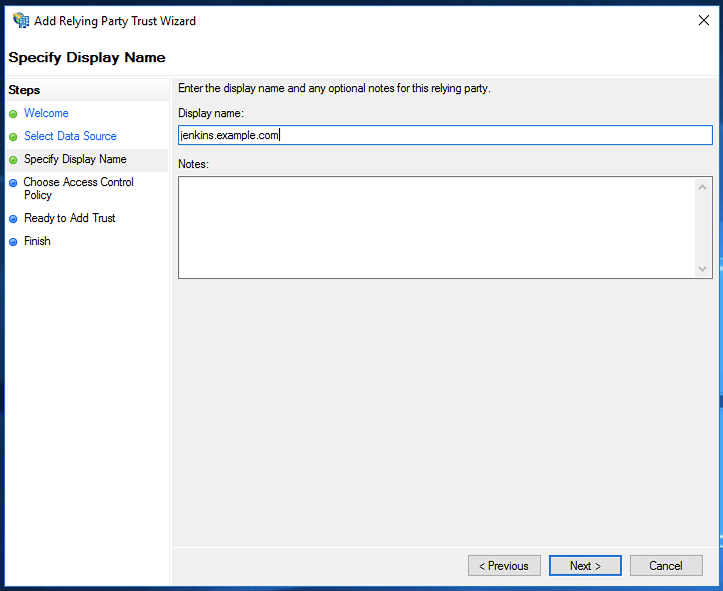 Add Relying Party Trust Wizard
Specify Display Name
Steps
Welcome
Select Data Source
Specify Display Name
Choose Access Control
Policy
Ready to Add Trust
Finish
Enter the display name and any optional notes for this relying party.
Display name:
jenkins.example.com
Notes:
< Previous
Next >
Cancel